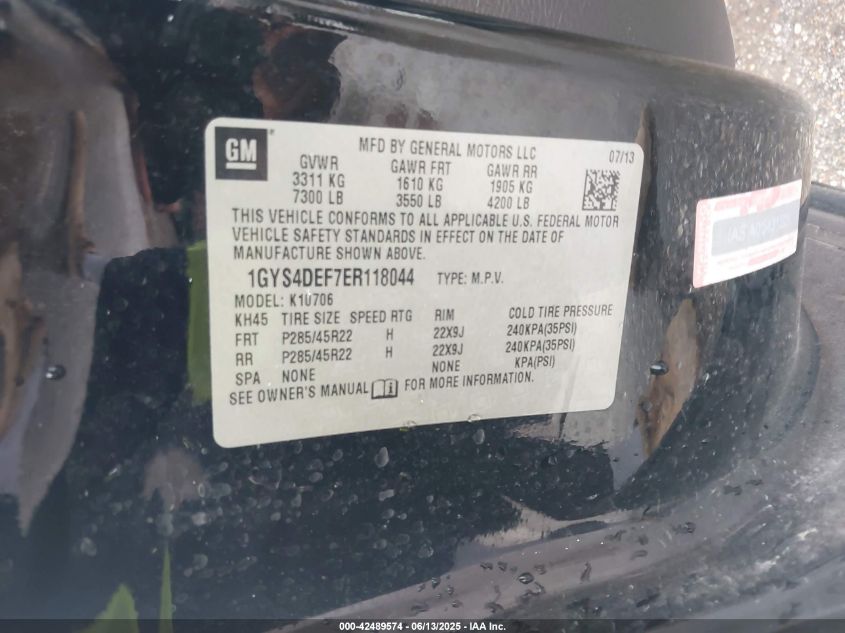 GM
MFD BY GENERAL MOTORS LLC 07/13
GVWR GAWR FRT GAWR RR
3311 KG 1610 KG 1905 KG
7300 LB 3550 LB 4200 LB
THIS VEHICLE CONFORMS TO ALL APPLICABLE U.S. FEDERAL MOTOR
VEHICLE SAFETY STANDARDS IN EFFECT ON THE DATE OF
MANUFACTURE SHOWN ABOVE.
1GYS4DEF7ER118044 TYPE: M.P.V.
MODEL: K10706
KH45 TIRE SIZE SPEED RTG RIM COLD TIRE PRESSURE
FRT P285/45R22 H 22X9J 240KPA(35PSI)
RR P285/45R22 H 22X9J 240KPA(35PSI)
SPA NONE NONE KPA(PSI)
SEE OWNER'S MANUAL FOR MORE INFORMATION.
000-42489574 - 06/13/2025 - IAA Inc.